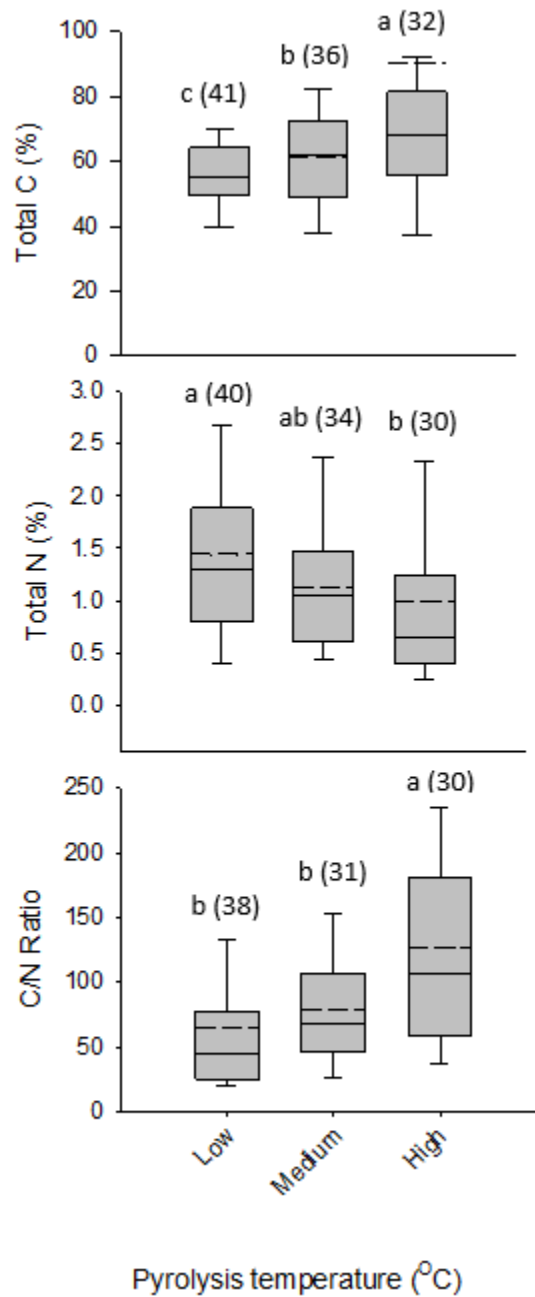 a (32)
b (36)
c (41)
100
80
60
40
20
0
Total C (%)
a (40)
ab (34)
b (30)
3.0
2.5
2.0
1.5
1.0
0.5
0.0
Total N (%)
a (30)
b (31)
b (38)
250
200
150
100
50
0
C/N Ratio
Low
Medium
High
Pyrolysis temperature (°C)